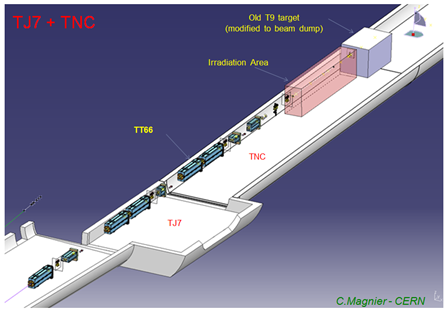 TJ7 + TNC
Old T9 target
(modified to beam dump)
Irradiation Area
TT66
TNC
TJ7
C.Magnier - CERN